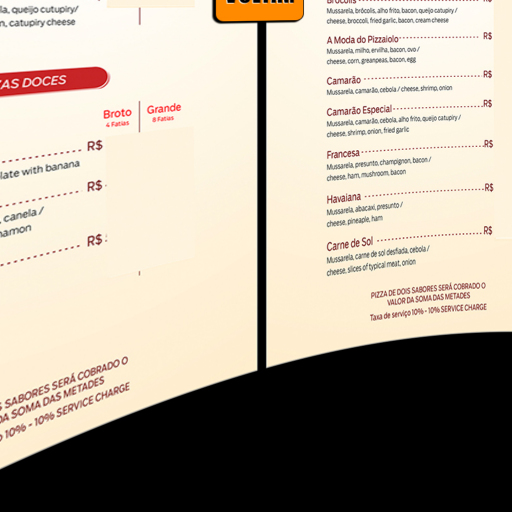 la, queijo cutupiry/
n, catupiry cheese
AS DOCES
Broto Grande
4 Fatias 8 Fatias
R$
late with banana
R$
, canela /
namon
R$
SABORES SERÁ COBRADO O
DA SOMA DAS METADES
10% - 10% SERVICE CHARGE
Mussarela, brócolis, alho frito, bacon, queijo catupiry /
cheese, broccoli, fried garlic, bacon, cream cheese
A Moda do Pizzaiolo R$
Mussarela, milho, ervilha, bacon, ovo /
cheese, corn, greanpeas, bacon, egg
Camarão R$
Mussarela, camarão, cebola / cheese, shrimp, onion
Camarão Especial R$
Mussarela, camarão, cebola, alho frito, queijo catupiry /
cheese, shrimp, onion, fried garlic
Francesa R$
Mussarela, presunto, champignon, bacon /
cheese, ham, mushroom, bacon
Havaiana R$
Mussarela, abacaxi, presunto /
cheese, pineaple, ham
Carne de Sol R$
Mussarela, carne de sol desfiada, cebola /
cheese, slices of typical meat, onion
PIZZA DE DOIS SABORES SERÁ COBRADO O
VALOR DA SOMA DAS METADES
Taxa de serviço 10% - 10% SERVICE CHARGE